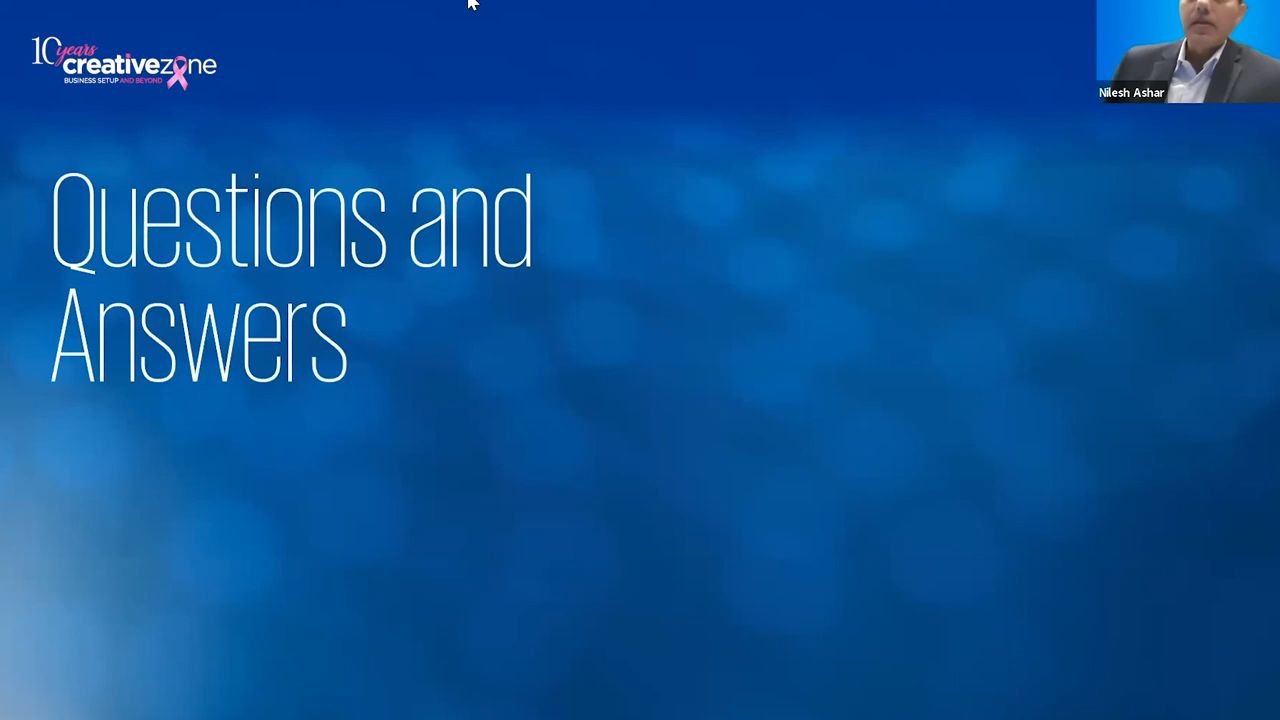 10 years
creativezone
BUSINESS SETUP AND BEYOND
Nilesh Ashar
Questions and
Answers